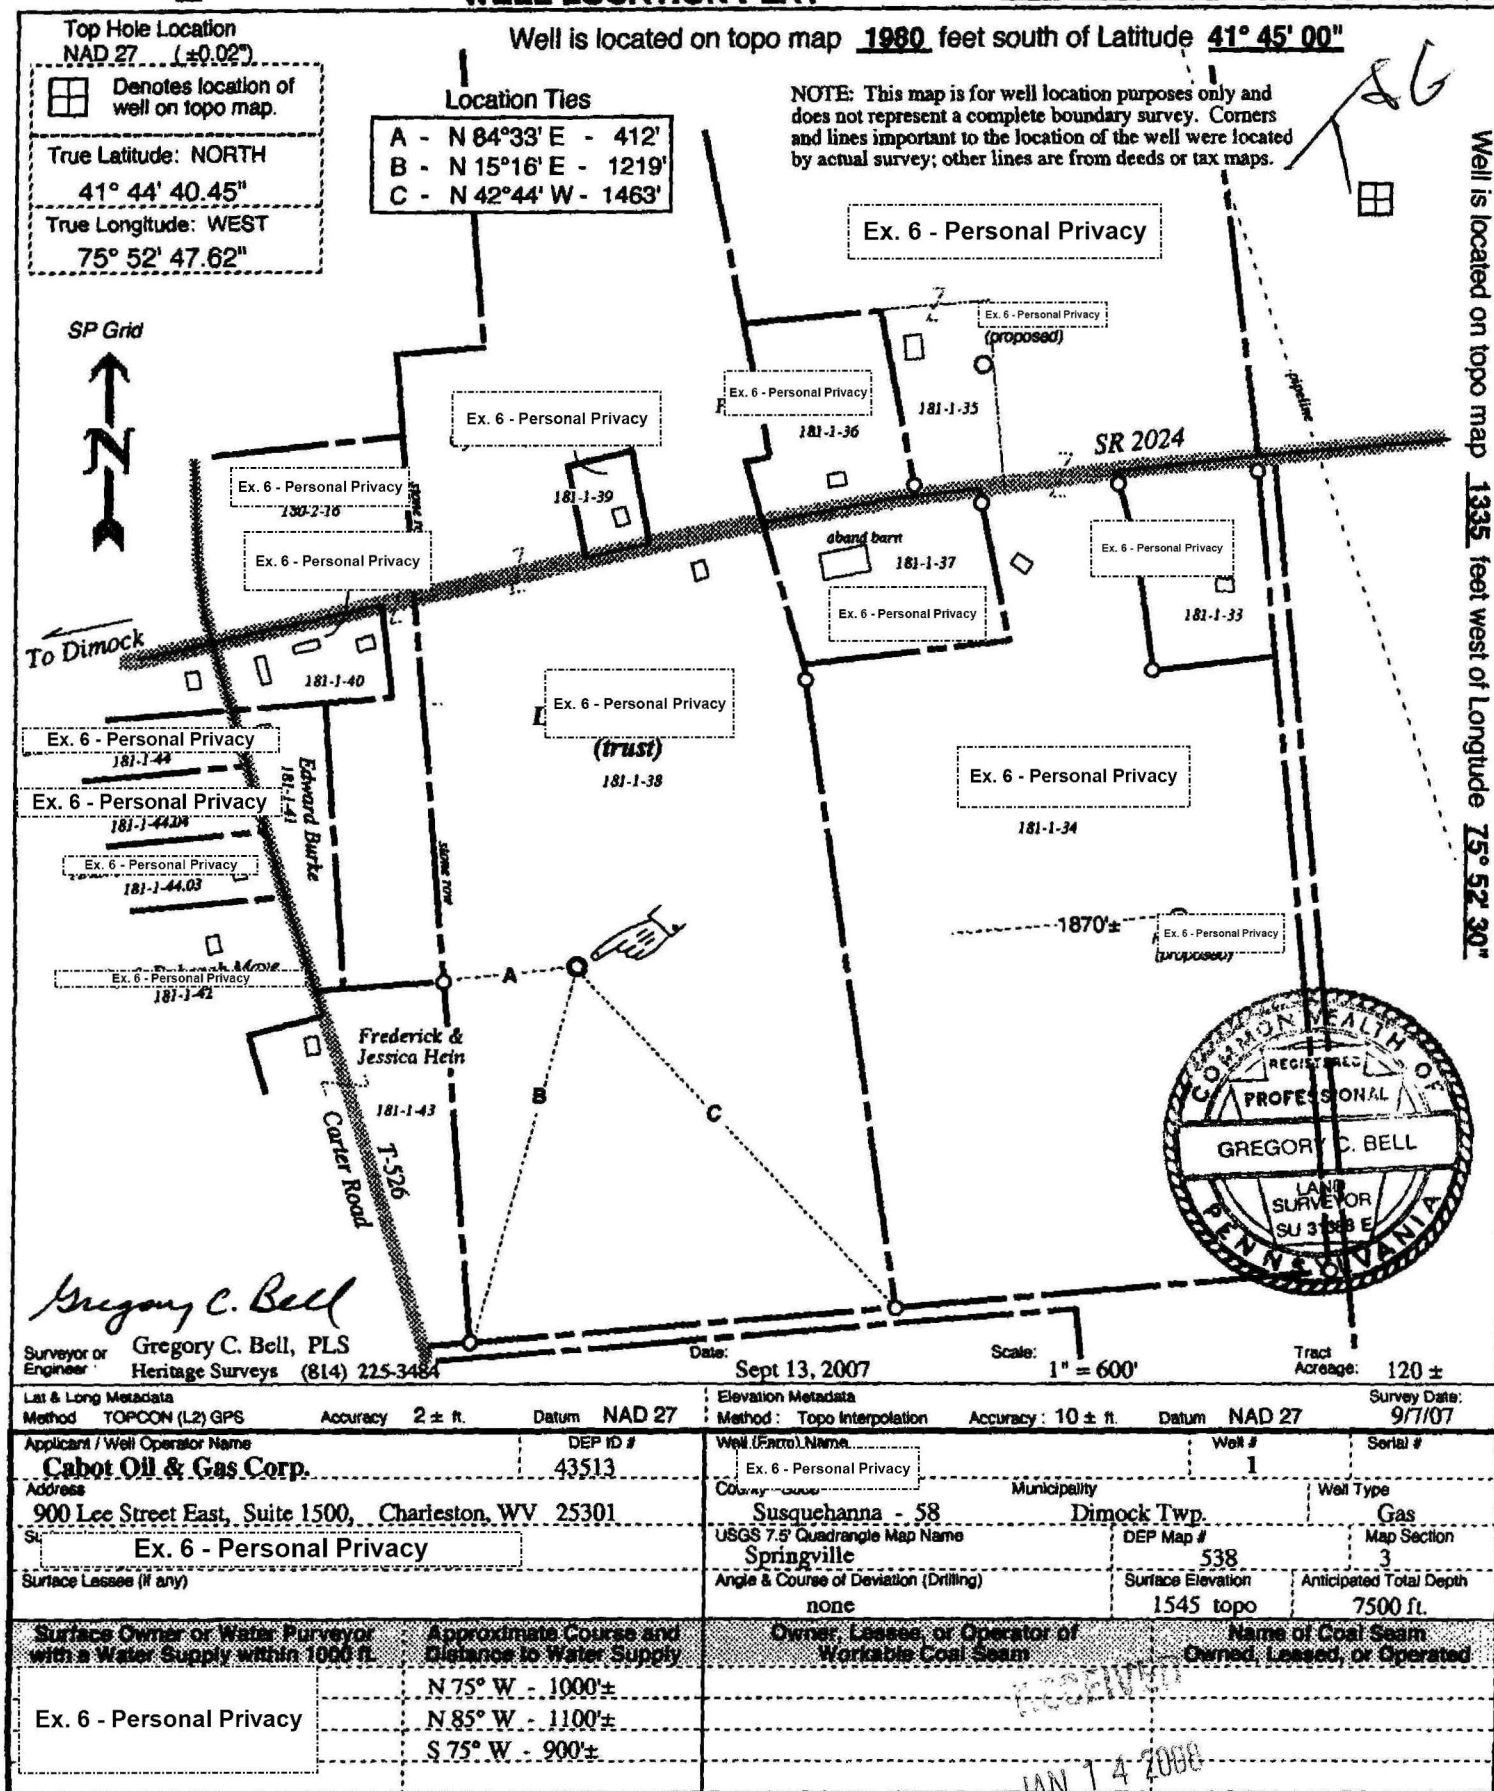 Top Hole Location
NAD 27 (±0.02")
Denotes location of
well on topo map.
True Latitude: NORTH
41° 44' 40.45"
True Longitude: WEST
75° 52' 47.62"
Well is located on topo map 1980 feet south of Latitude 41° 45' 00"
Location Ties
A - N 84°33' E - 412'
B - N 15°16' E - 1219'
C - N 42°44' W - 1463'
NOTE: This map is for well location purposes only and
does not represent a complete boundary survey. Corners
and lines important to the location of the well were located
by actual survey; other lines are from deeds or tax maps.
Well is located on topo map 1335 feet west of Longtude 75° 52' 30"
SP Grid
N
Ex. 6 - Personal Privacy
Ex. 6 - Personal Privacy
(proposed)
pipeline
Ex. 6 - Personal Privacy
181-1-36
181-1-35
Ex. 6 - Personal Privacy
181-1-39
SR 2024
Ex. 6 - Personal Privacy
180-2-16
Ex. 6 - Personal Privacy
aband barn
181-1-37
Ex. 6 - Personal Privacy
Ex. 6 - Personal Privacy
181-1-33
To Dimock
181-1-40
Ex. 6 - Personal Privacy
(trust)
181-1-38
Ex. 6 - Personal Privacy
181-1-44
Ex. 6 - Personal Privacy
181-1-44.04
Edward Burke
181-1-41
stone row
Ex. 6 - Personal Privacy
181-1-34
Ex. 6 - Personal Privacy
181-1-44.03
1870'±
Ex. 6 - Personal Privacy
(proposed)
Ex. 6 - Personal Privacy
181-1-42
A
B
C
Frederick &
Jessica Hein
181-1-43
T-526
Carter Road
COMMONWEALTH OF
REGISTERED
PROFESSIONAL
GREGORY C. BELL
LAND
SURVEYOR
PENNSYLVANIA
Gregory C. Bell
Surveyor or
Engineer
Gregory C. Bell, PLS
Heritage Surveys (814) 225-3484
Date:
Sept 13, 2007
Scale:
1" = 600'
Tract
Acreage: 120 ±
Lat & Long Metadata
Method TOPCON (L2) GPS Accuracy 2 ± ft. Datum NAD 27
Elevation Metadata
Method : Topo Interpolation Accuracy : 10 ± ft. Datum NAD 27
Survey Date:
9/7/07
Applicant / Well Operator Name
Cabot Oil & Gas Corp.
DEP ID #
43513
Well (Farm) Name
Ex. 6 - Personal Privacy
Well #
1
Serial #
Address
900 Lee Street East, Suite 1500, Charleston, WV 25301
Susquehanna - 58
Municipality
Dimock Twp.
Well Type
Gas
Ex. 6 - Personal Privacy
USGS 7.5' Quadrangle Map Name
Springville
DEP Map #
538
Map Section
3
Surface Lessee (if any)
Angle & Course of Deviation (Drilling)
none
Surface Elevation
1545 topo
Anticipated Total Depth
7500 ft.
Surface Owner or Water Purveyor
with a Water Supply within 1000 ft.
Approximate Course and
Distance to Water Supply
Owner, Lessee, or Operator of
Workable Coal Seam
Name of Coal Seam
Owned, Leased, or Operated
Ex. 6 - Personal Privacy
N 75° W - 1000'±
N 85° W - 1100'±
S 75° W - 900'±
RECEIVED
JAN 14 2008